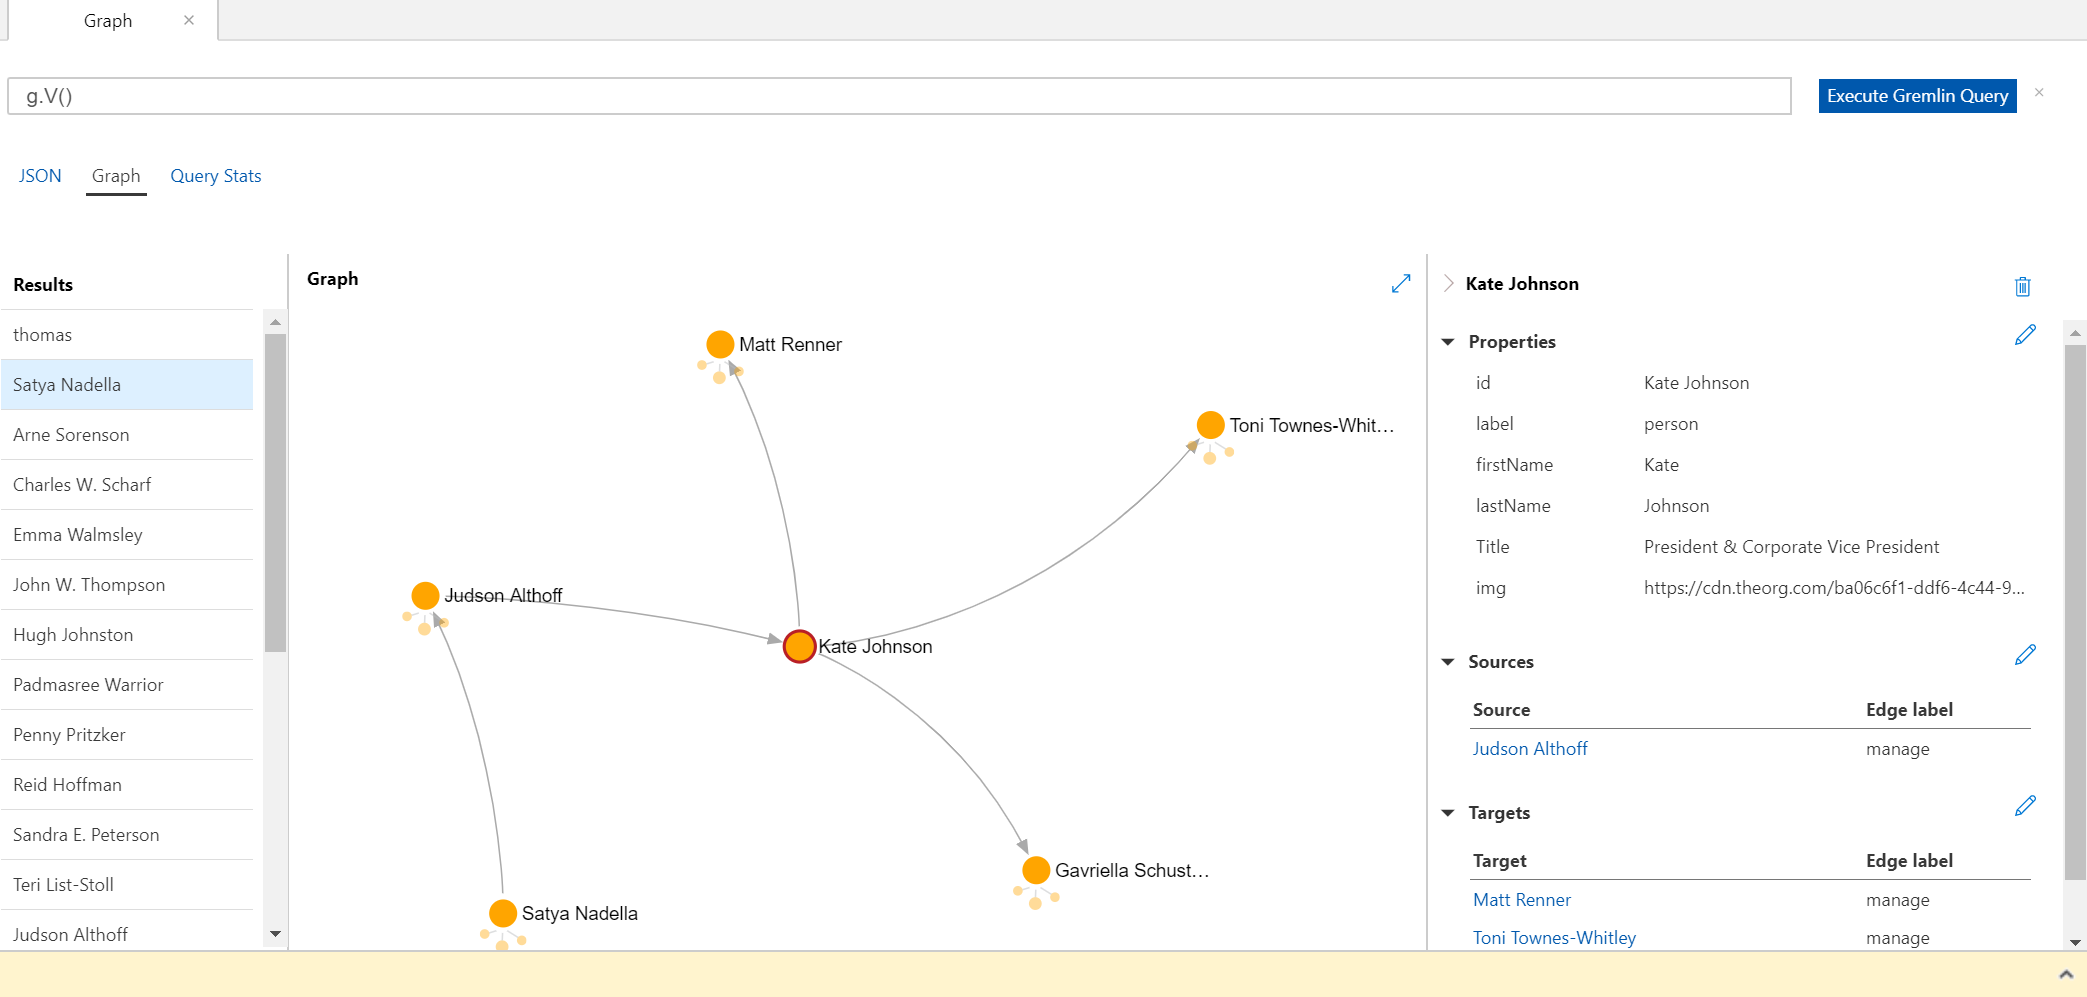 Graph
g.V()
Execute Gremlin Query
JSON Graph Query Stats
Results
thomas
Satya Nadella
Arne Sorenson
Charles W. Scharf
Emma Walmsley
John W. Thompson
Hugh Johnston
Padmasree Warrior
Penny Pritzker
Reid Hoffman
Sandra E. Peterson
Teri List-Stoll
Judson Althoff
Graph
Matt Renner
Toni Townes-Whit...
Judson Althoff
Kate Johnson
Gavriella Schust...
Satya Nadella
Kate Johnson
Properties
id Kate Johnson
label person
firstName Kate
lastName Johnson
Title President & Corporate Vice President
img https://cdn.theorg.com/ba06c6f1-ddf6-4c44-9...
Sources
Source Edge label
Judson Althoff manage
Targets
Target Edge label
Matt Renner manage
Toni Townes-Whitley manage